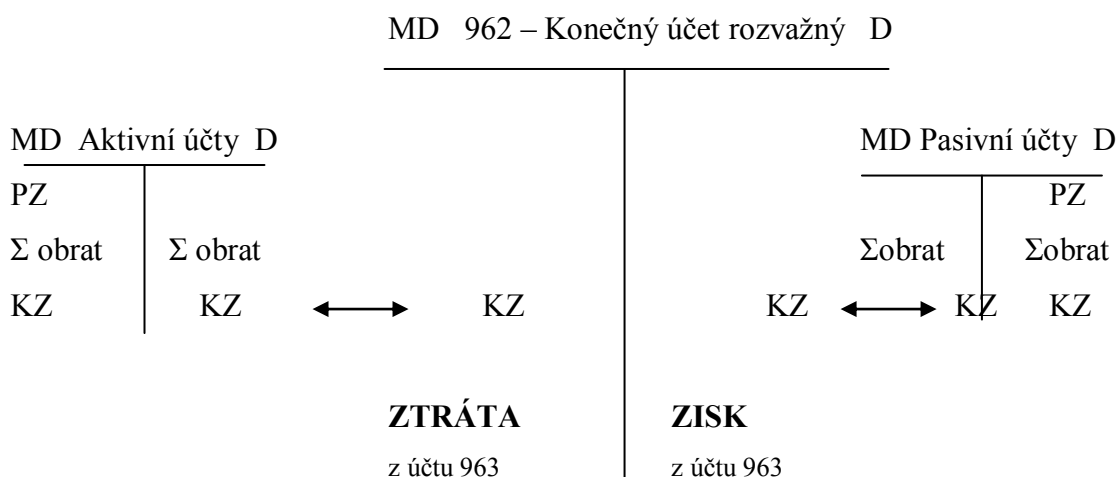 MD 962 – Konečný účet rozvažný D
MD Aktivní účty D MD Pasivní účty D
PZ PZ
Σ obrat Σ obrat Σobrat Σobrat
KZ KZ KZ KZ KZ KZ
ZTRÁTA ZISK
z účtu 963 z účtu 963